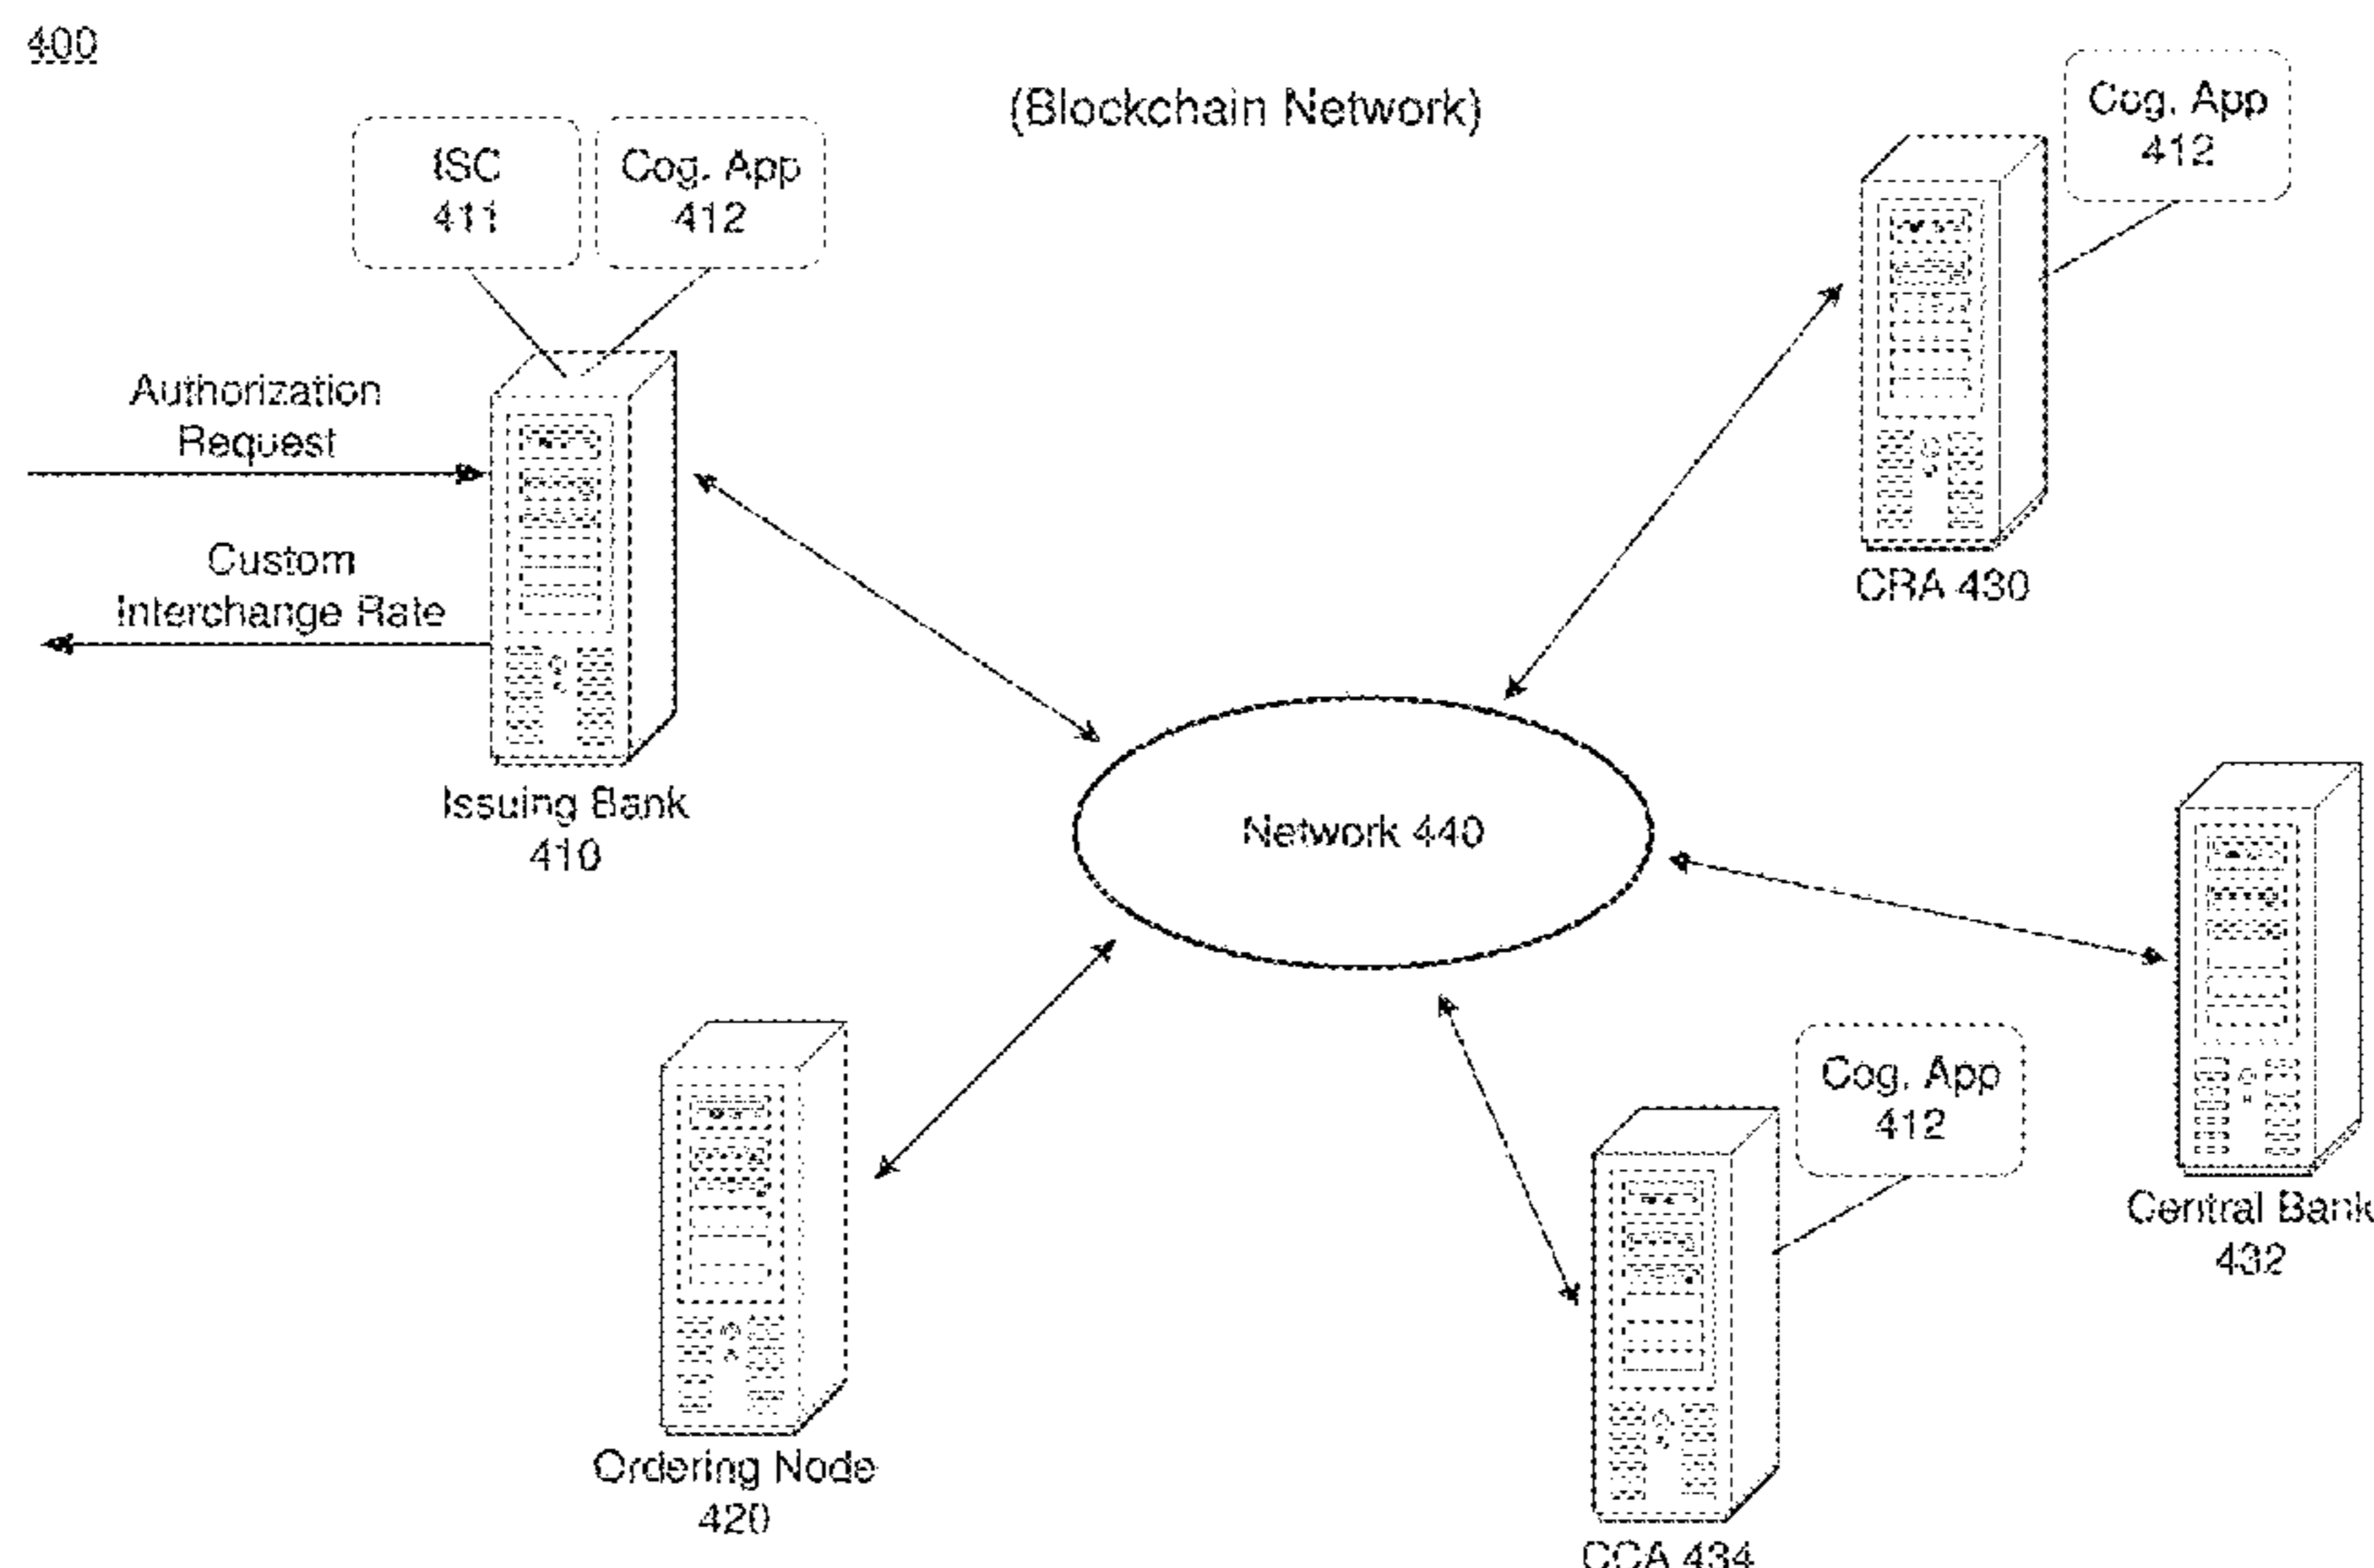 400
(Blockchain Network)
Cog. App
412
ISC
411
Cog. App
412
Authorization
Request
Custom
Interchange Rate
Issuing Bank
410
CRA 430
Network 440
Cog. App
412
Central Bank
432
Ordering Node
420
CCA 434